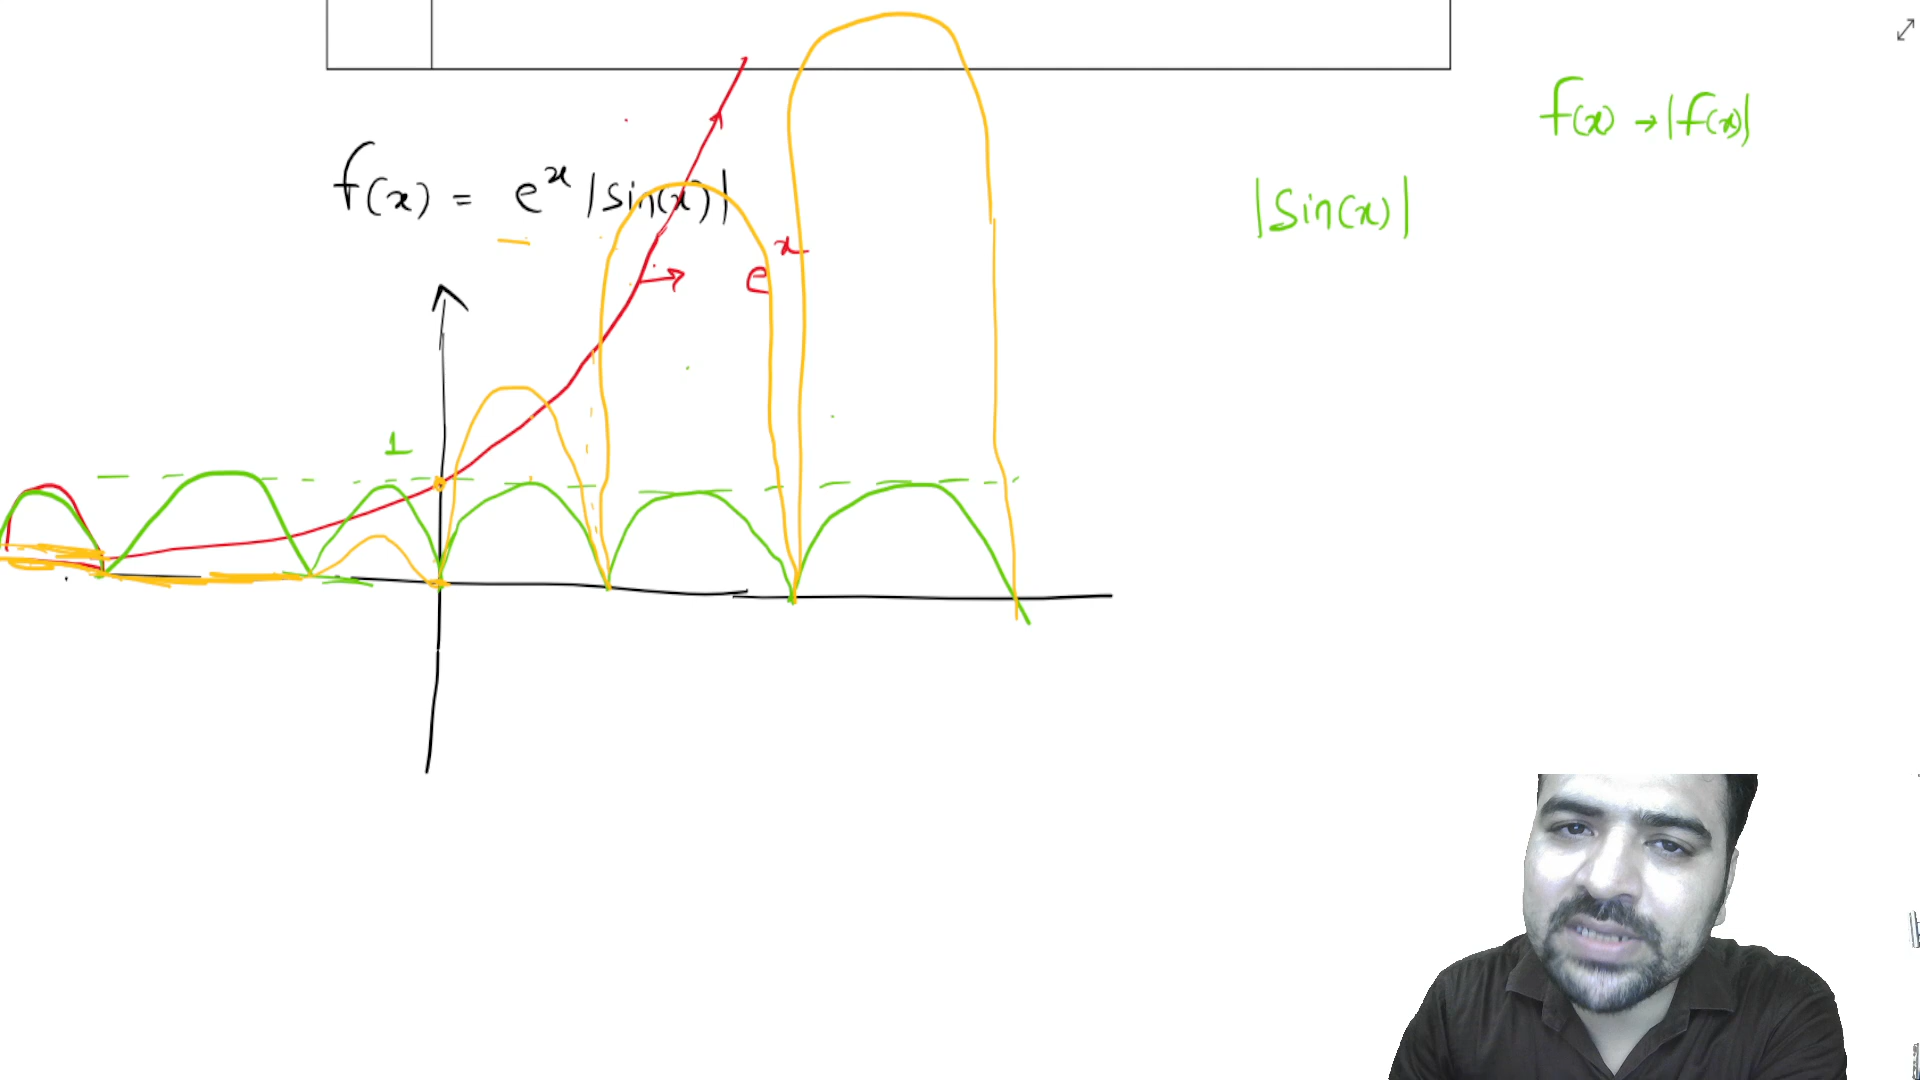 f(x) → |f(x)|
f(x) = e^x |sin(x)|
|sin(x)|
e^x
1